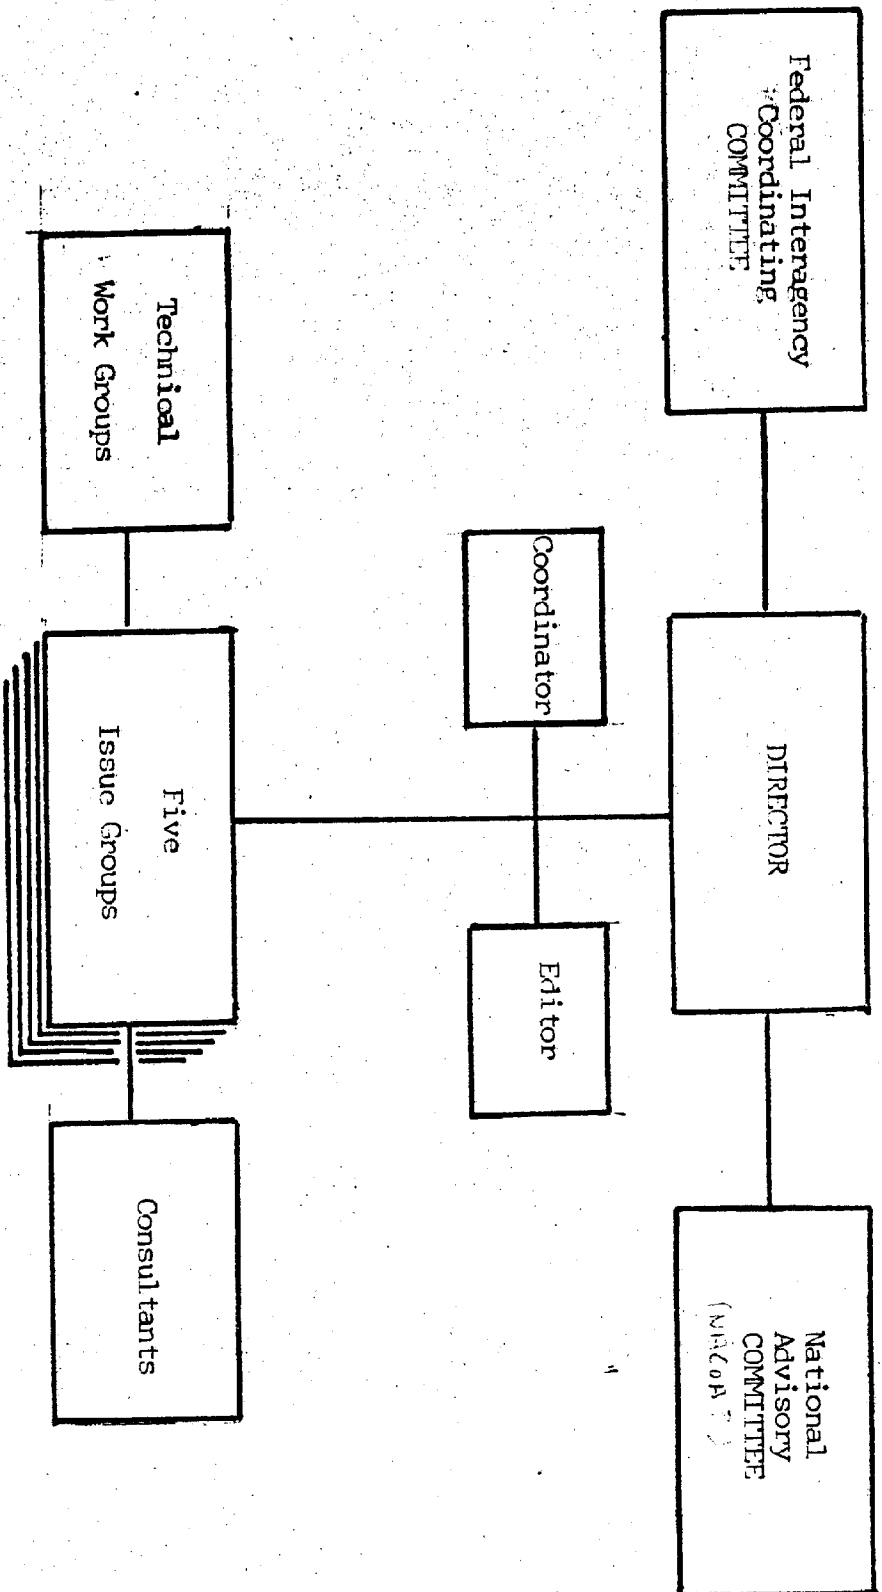 Federal Interagency
Coordinating
COMMITTEE
DIRECTOR
National
Advisory
COMMITTEE
Coordinator
Editor
Technical
Work Groups
Five
Issue Groups
Consultants